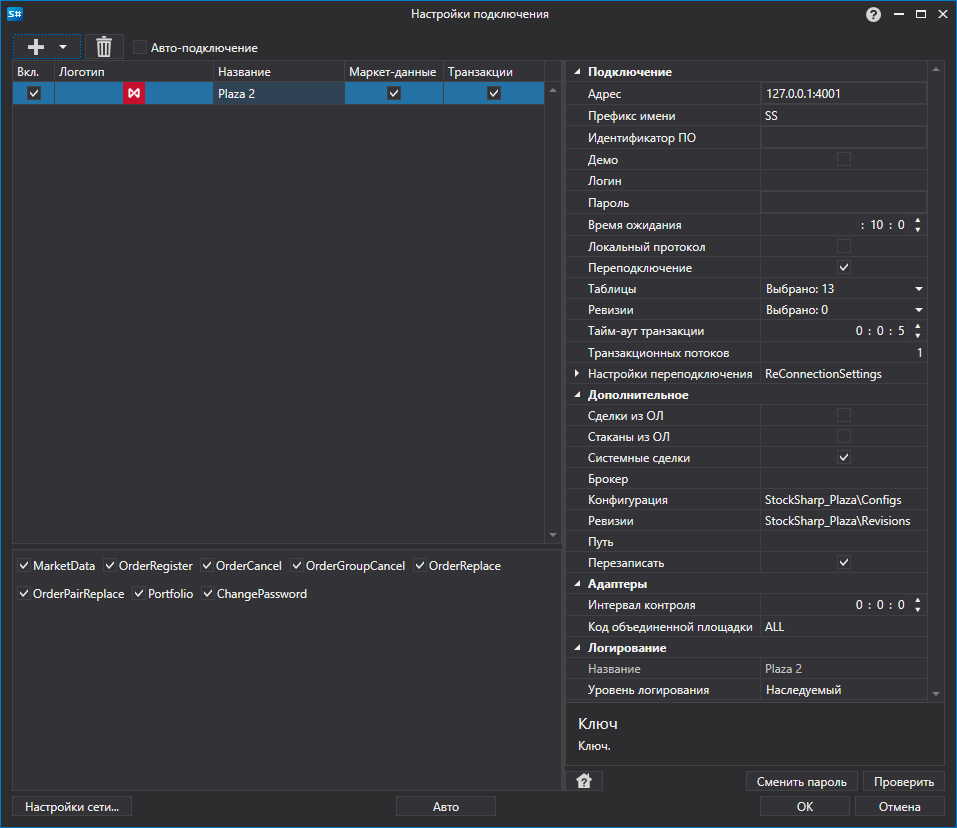 S#
Настройки подключения
Авто-подключение
Вкл. Логотип Название Маркет-данные Транзакции
Plaza 2
MarketData OrderRegister OrderCancel OrderGroupCancel OrderReplace
OrderPairReplace Portfolio ChangePassword
Подключение
Адрес 127.0.0.1:4001
Префикс имени SS
Идентификатор ПО
Демо
Логин
Пароль
Время ожидания : 10 : 0
Локальный протокол
Переподключение
Таблицы Выбрано: 13
Ревизии Выбрано: 0
Тайм-аут транзакции 0 : 0 : 5
Транзакционных потоков 1
Настройки переподключения ReConnectionSettings
Дополнительное
Сделки из ОЛ
Стаканы из ОЛ
Системные сделки
Брокер
Конфигурация StockSharp_Plaza\Configs
Ревизии StockSharp_Plaza\Revisions
Путь
Перезаписать
Адаптеры
Интервал контроля 0 : 0 : 0
Код объединенной площадки ALL
Логирование
Название Plaza 2
Уровень логирования Наследуемый
Ключ
Ключ.
Сменить пароль Проверить
Настройки сети... Авто OK Отмена